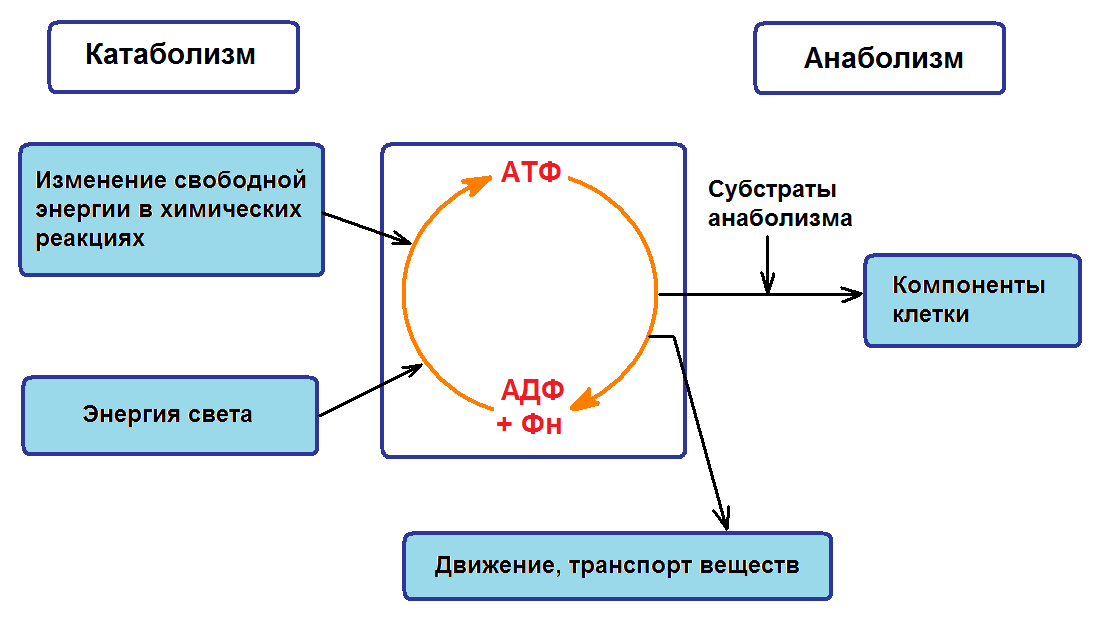 Катаболизм
Анаболизм
Изменение свободной
энергии в химических
реакциях
АТФ
Субстраты
анаболизма
Компоненты
клетки
Энергия света
АДФ
+ Фн
Движение, транспорт веществ